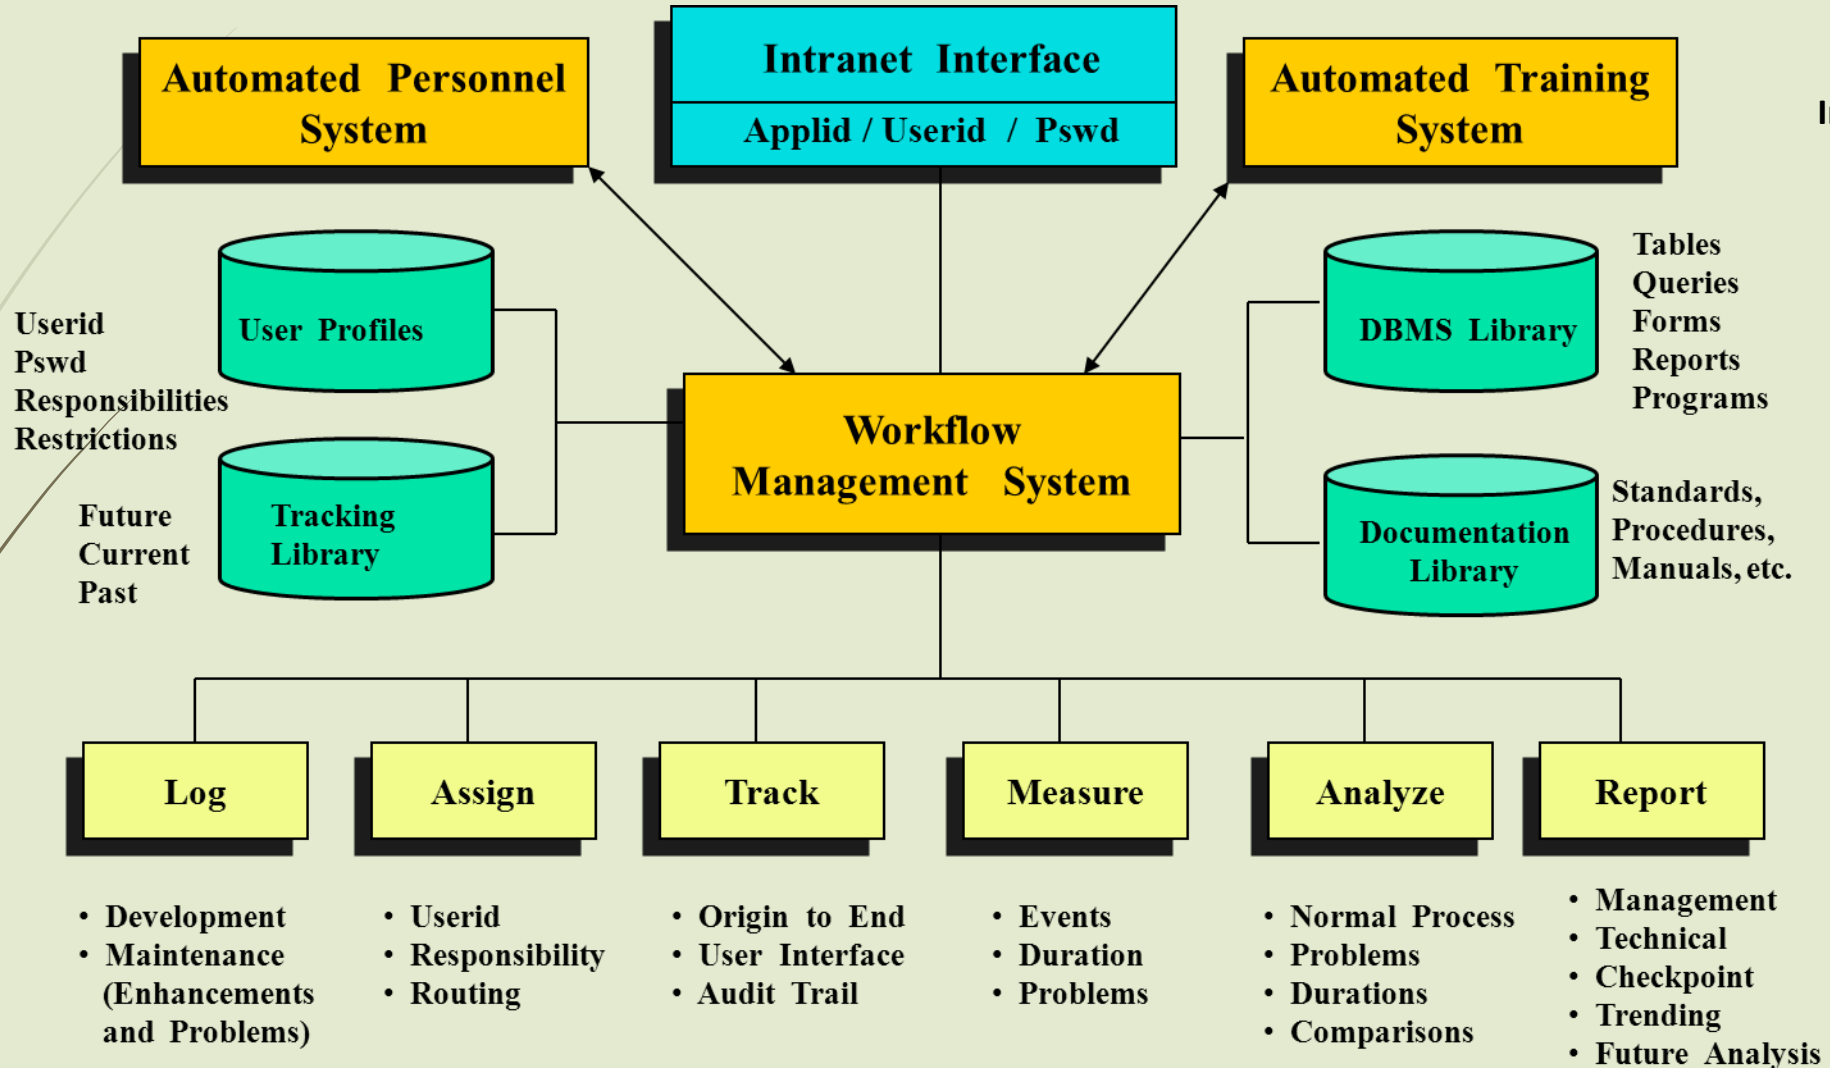 Automated Personnel
System
Intranet Interface
Applid / Userid / Pswd
Automated Training
System
Userid
Pswd
Responsibilities
Restrictions
User Profiles
Future
Current
Past
Tracking
Library
Workflow
Management System
DBMS Library
Tables
Queries
Forms
Reports
Programs
Documentation
Library
Standards,
Procedures,
Manuals, etc.
Log
• Development
• Maintenance
(Enhancements
and Problems)
Assign
• Userid
• Responsibility
• Routing
Track
• Origin to End
• User Interface
• Audit Trail
Measure
• Events
• Duration
• Problems
Analyze
• Normal Process
• Problems
• Durations
• Comparisons
Report
• Management
• Technical
• Checkpoint
• Trending
• Future Analysis